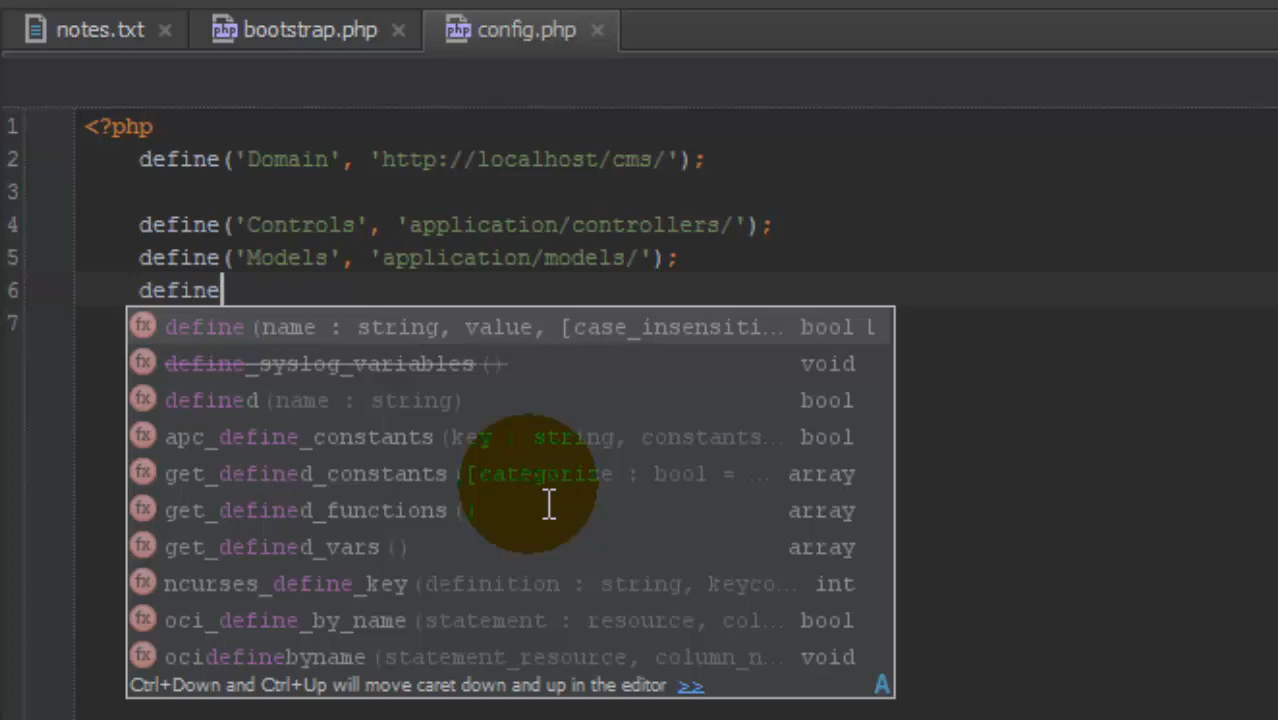 notes.txt bootstrap.php config.php
1 <?php
2 define('Domain', 'http://localhost/cms/');
3
4 define('Controls', 'application/controllers/');
5 define('Models', 'application/models/');
6 define
7
define(name : string, value, [case_insensiti... bool l
define_syslog_variables() void
defined(name : string) bool
apc_define_constants(key : string, constants... bool
get_defined_constants([categorize : bool = ... array
get_defined_functions() array
get_defined_vars() array
ncurses_define_key(definition : string, keyco... int
oci_define_by_name(statement : resource, col... bool
ocidefinebyname(statement_resource, column_n... void
Ctrl+Down and Ctrl+Up will move caret down and up in the editor >>